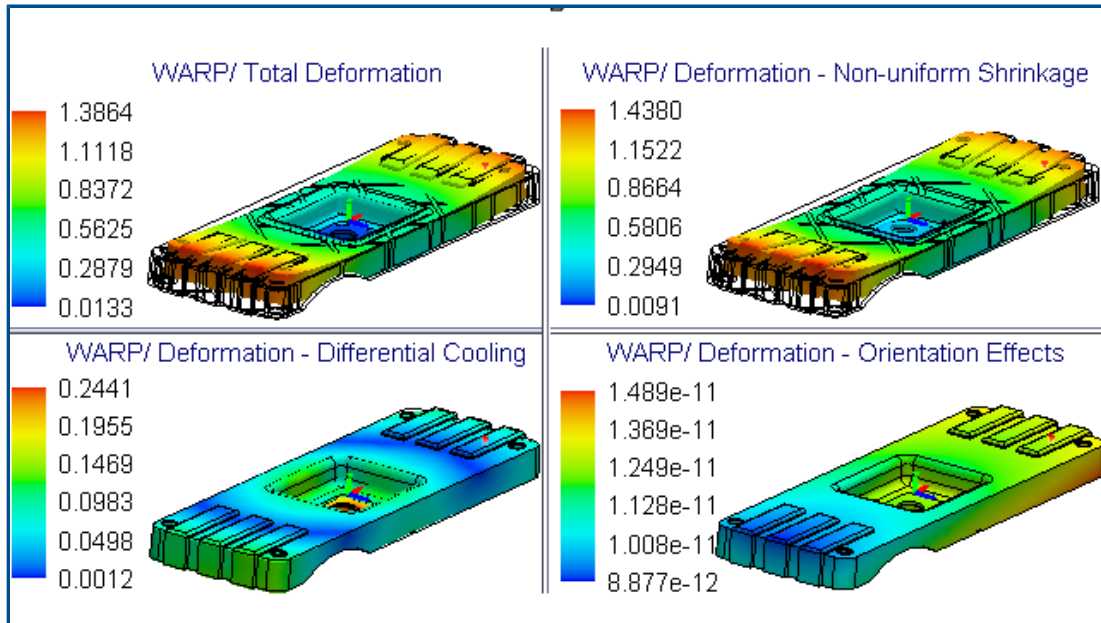 WARP/ Total Deformation
1.3864
1.1118
0.8372
0.5625
0.2879
0.0133
WARP/ Deformation - Non-uniform Shrinkage
1.4380
1.1522
0.8664
0.5806
0.2949
0.0091
WARP/ Deformation - Differential Cooling
0.2441
0.1955
0.1469
0.0983
0.0498
0.0012
WARP/ Deformation - Orientation Effects
1.489e-11
1.369e-11
1.249e-11
1.128e-11
1.008e-11
8.877e-12